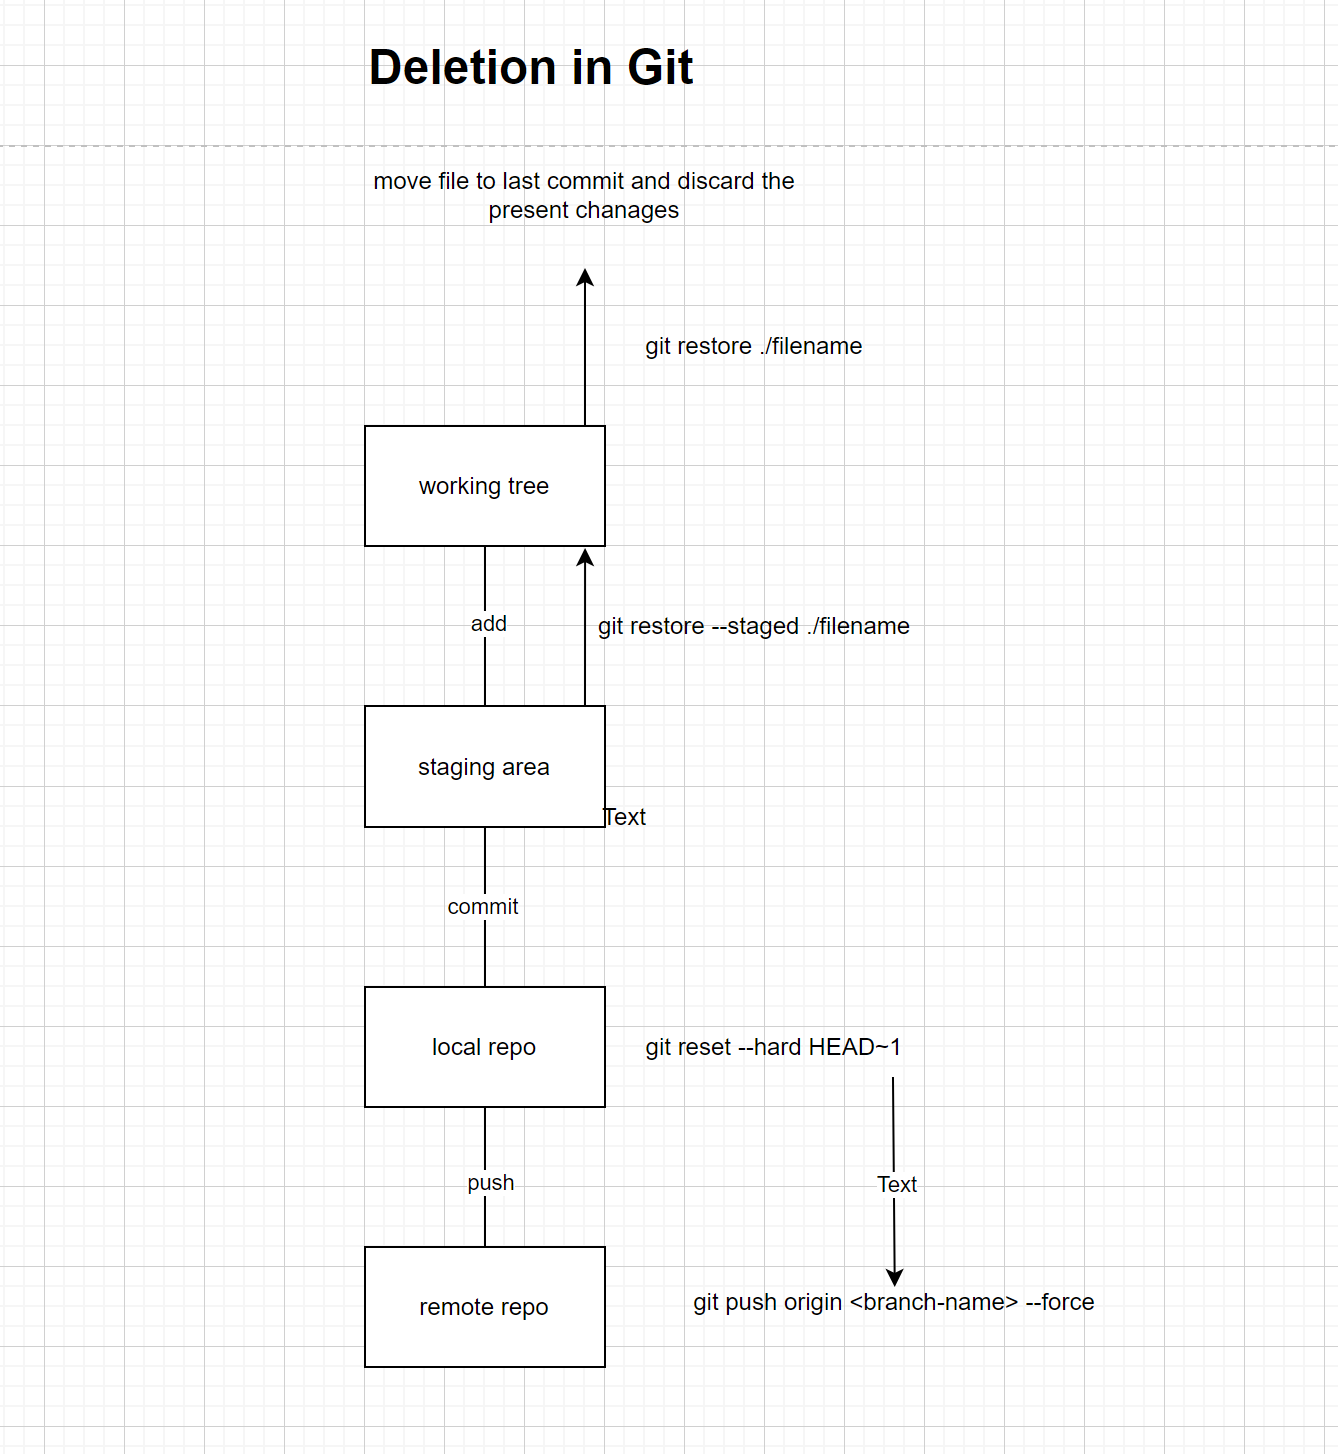 Deletion in Git
move file to last commit and discard the
present chanages
git restore ./filename
working tree
add
git restore --staged ./filename
staging area
Text
commit
local repo
git reset --hard HEAD~1
push
Text
remote repo
git push origin <branch-name> --force